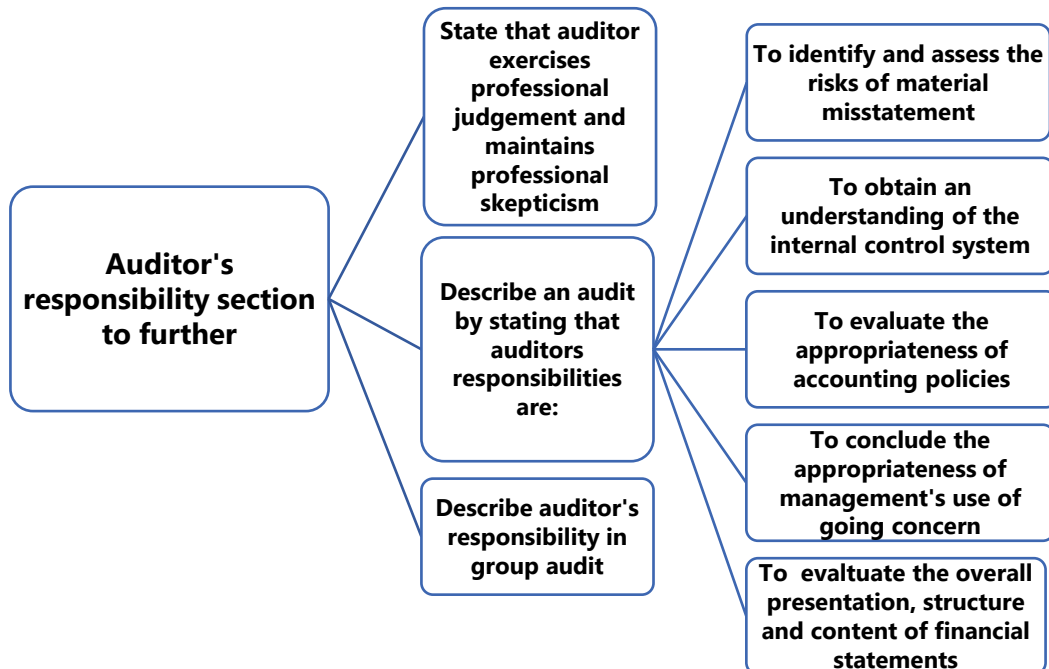 Auditor's
responsibility section
to further
State that auditor
exercises
professional
judgement and
maintains
professional
skepticism
Describe an audit
by stating that
auditors
responsibilities
are:
Describe auditor's
responsibility in
group audit
To identify and assess the
risks of material
misstatement
To obtain an
understanding of the
internal control system
To evaluate the
appropriateness of
accounting policies
To conclude the
appropriateness of
management's use of
going concern
To evaltuate the overall
presentation, structure
and content of financial
statements